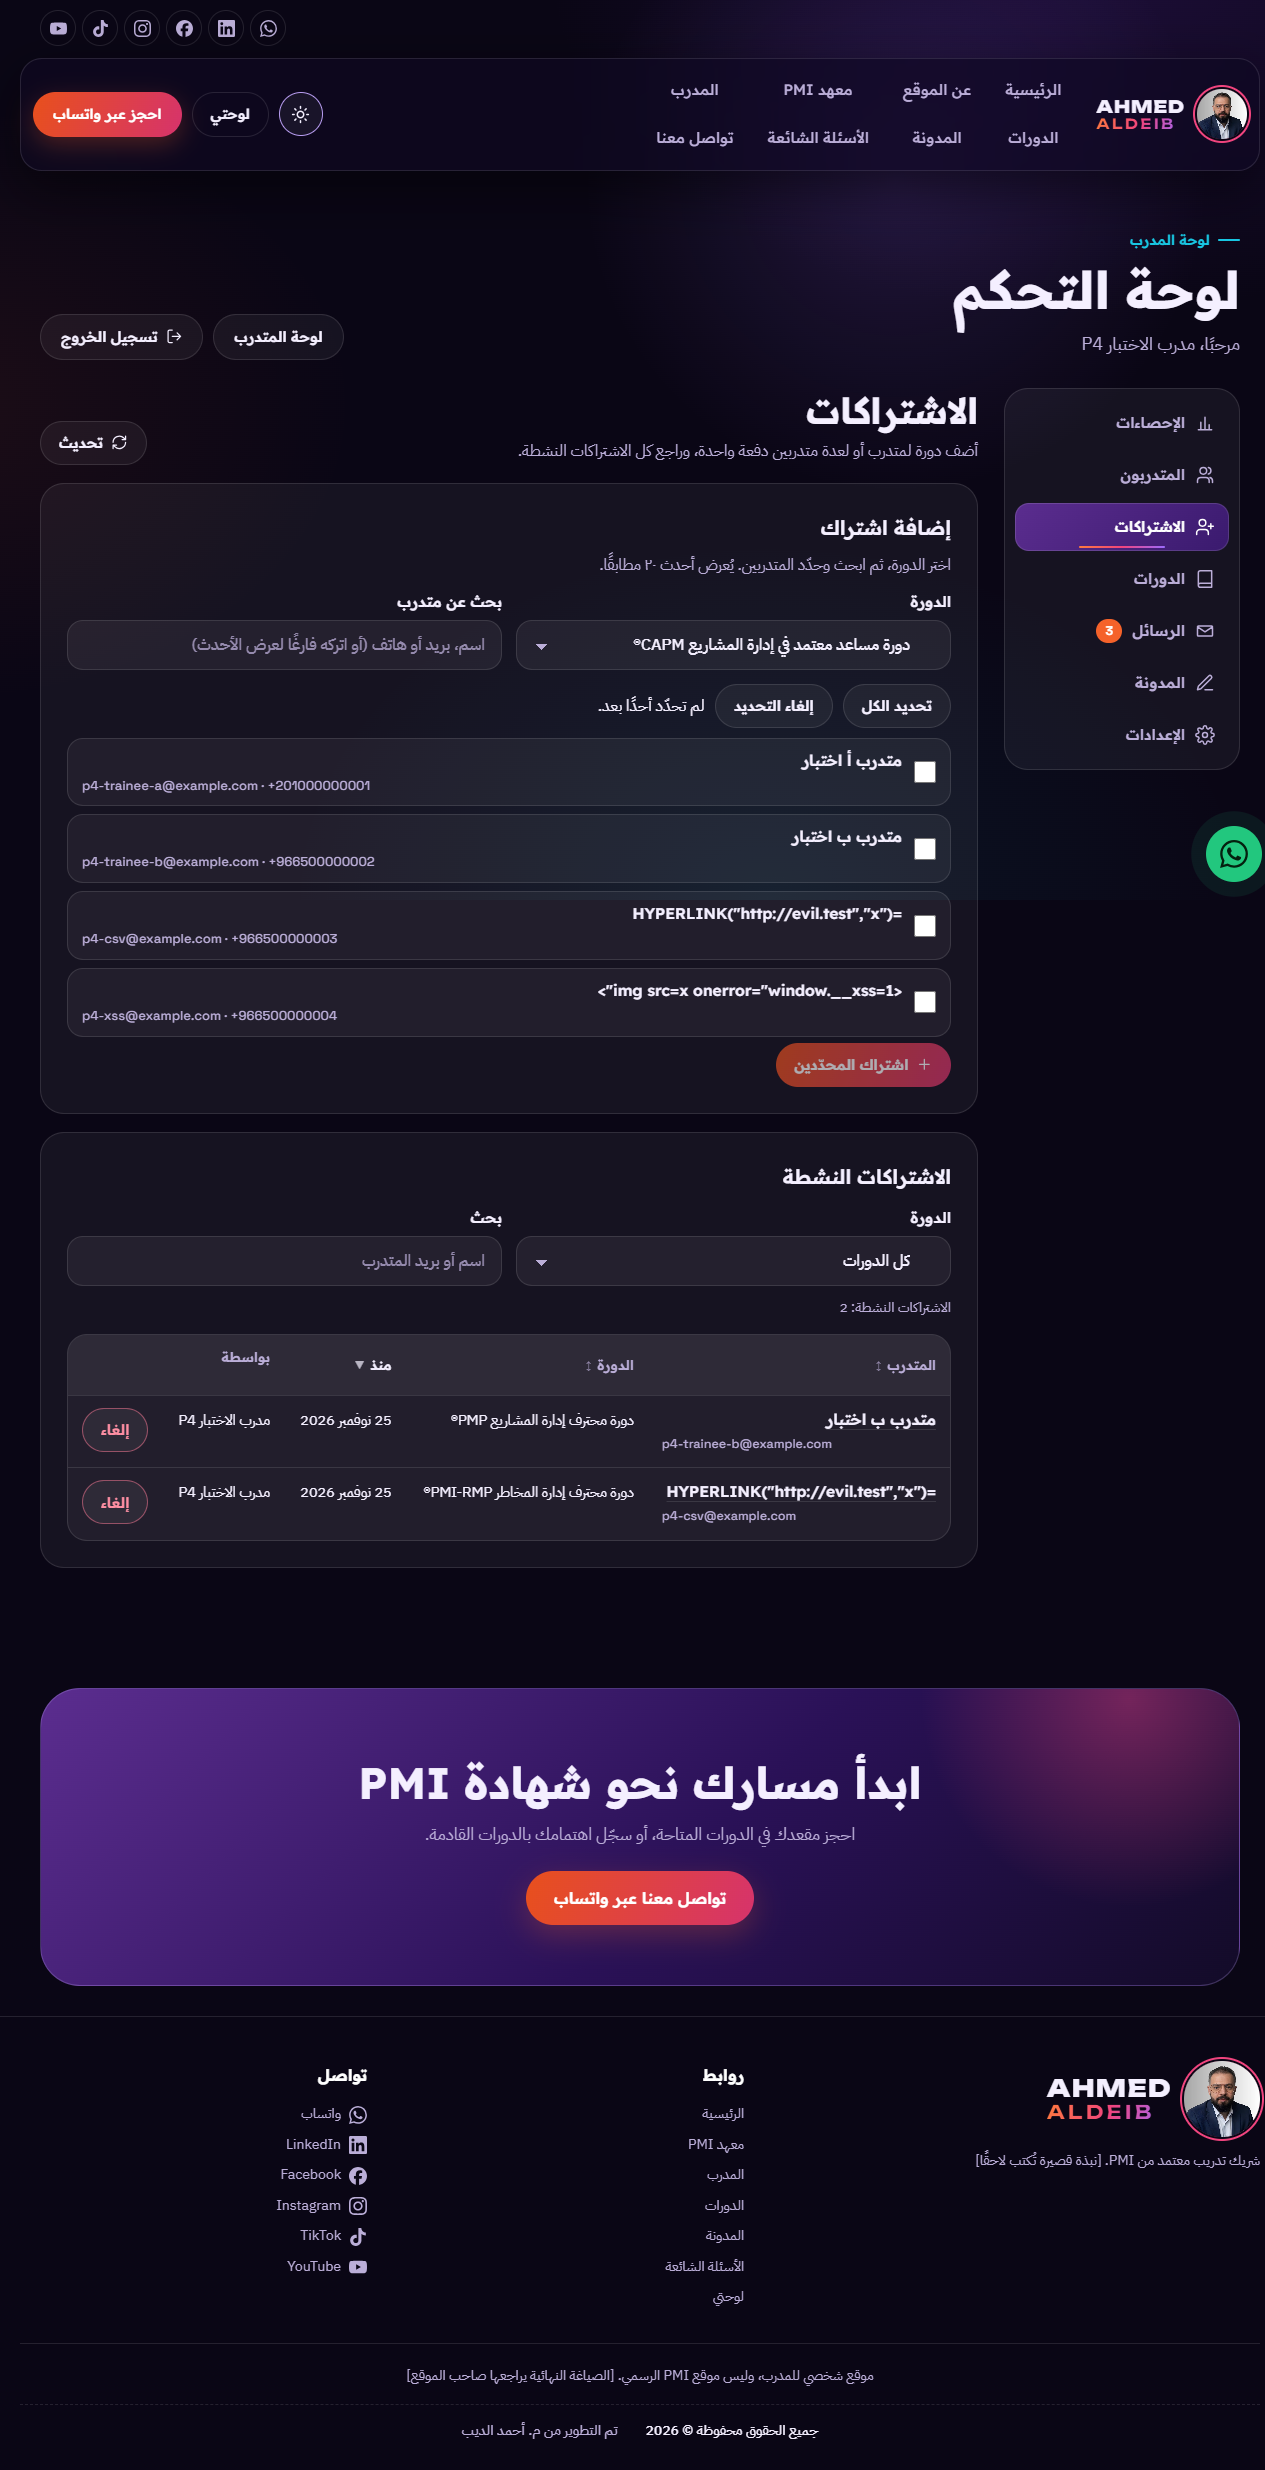 AHMED
ALDEIB
الرئيسية
عن الموقع
معهد PMI
المدرب
الدورات
المدونة
الأسئلة الشائعة
تواصل معنا
لوحتي
احجز عبر واتساب
لوحة المدرب
لوحة التحكم
مرحبًا، مدرب الاختبار P4
لوحة المتدرب
تسجيل الخروج
الإحصاءات
المتدربون
الاشتراكات
الدورات
الرسائل 3
المدونة
الإعدادات
الاشتراكات
أضف دورة لمتدرب أو لعدة متدربين دفعة واحدة، وراجع كل الاشتراكات النشطة.
تحديث
إضافة اشتراك
اختر الدورة، ثم ابحث وحدّد المتدربين. يُعرض أحدث ٢٠ مطابقًا.
الدورة
دورة مساعد معتمد في إدارة المشاريع CAPM®
بحث عن متدرب
اسم، بريد أو هاتف (أو اتركه فارغًا لعرض الأحدث)
تحديد الكل
إلغاء التحديد
لم تحدّد أحدًا بعد.
متدرب أ اختبار
p4-trainee-a@example.com · +201000000001
متدرب ب اختبار
p4-trainee-b@example.com · +966500000002
=HYPERLINK("http://evil.test","x")
p4-csv@example.com · +966500000003
<img src=x onerror="window.__xss=1">
p4-xss@example.com · +966500000004
+ اشتراك المحدّدين
الاشتراكات النشطة
الدورة
كل الدورات
بحث
اسم أو بريد المتدرب
الاشتراكات النشطة: 2
المتدرب ↕
الدورة ↕
منذ ▼
بواسطة
متدرب ب اختبار
p4-trainee-b@example.com
دورة محترف إدارة المشاريع PMP®
25 نوفمبر 2026
مدرب الاختبار P4
إلغاء
=HYPERLINK("http://evil.test","x")
p4-csv@example.com
دورة محترف إدارة المخاطر PMI-RMP®
25 نوفمبر 2026
مدرب الاختبار P4
إلغاء
ابدأ مسارك نحو شهادة PMI
احجز مقعدك في الدورات المتاحة، أو سجّل اهتمامك بالدورات القادمة.
تواصل معنا عبر واتساب
AHMED
ALDEIB
شريك تدريب معتمد من PMI. [نبذة قصيرة تُكتب لاحقًا]
روابط
الرئيسية
معهد PMI
المدرب
الدورات
المدونة
الأسئلة الشائعة
لوحتي
تواصل
واتساب
LinkedIn
Facebook
Instagram
TikTok
YouTube
موقع شخصي للمدرب، وليس موقع PMI الرسمي. [الصياغة النهائية يراجعها صاحب الموقع]
جميع الحقوق محفوظة © 2026
تم التطوير من م. أحمد الديب